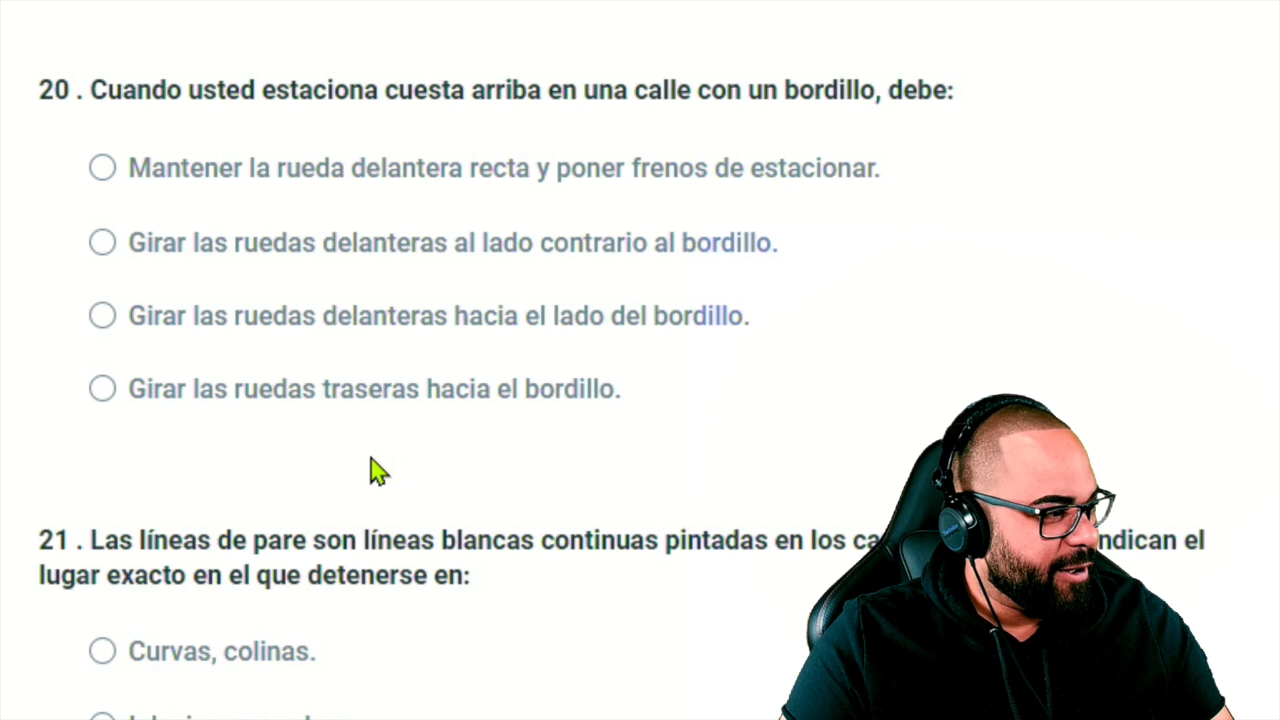 20 . Cuando usted estaciona cuesta arriba en una calle con un bordillo, debe:
Mantener la rueda delantera recta y poner frenos de estacionar.
Girar las ruedas delanteras al lado contrario al bordillo.
Girar las ruedas delanteras hacia el lado del bordillo.
Girar las ruedas traseras hacia el bordillo.
21 . Las líneas de pare son líneas blancas continuas pintadas en los
lugar exacto en el que detenerse en:
Curvas, colinas.